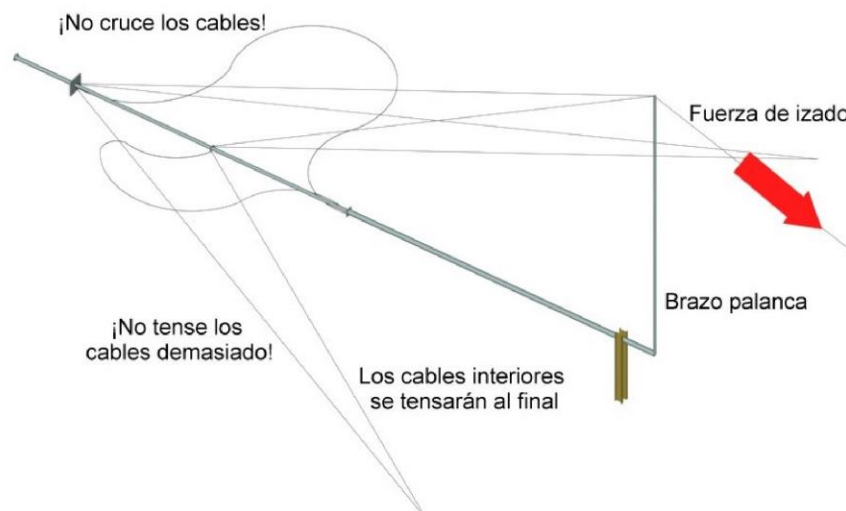 ¡No cruce los cables!
Fuerza de izado
Brazo palanca
¡No tense los
cables demasiado!
Los cables interiores
se tensarán al final